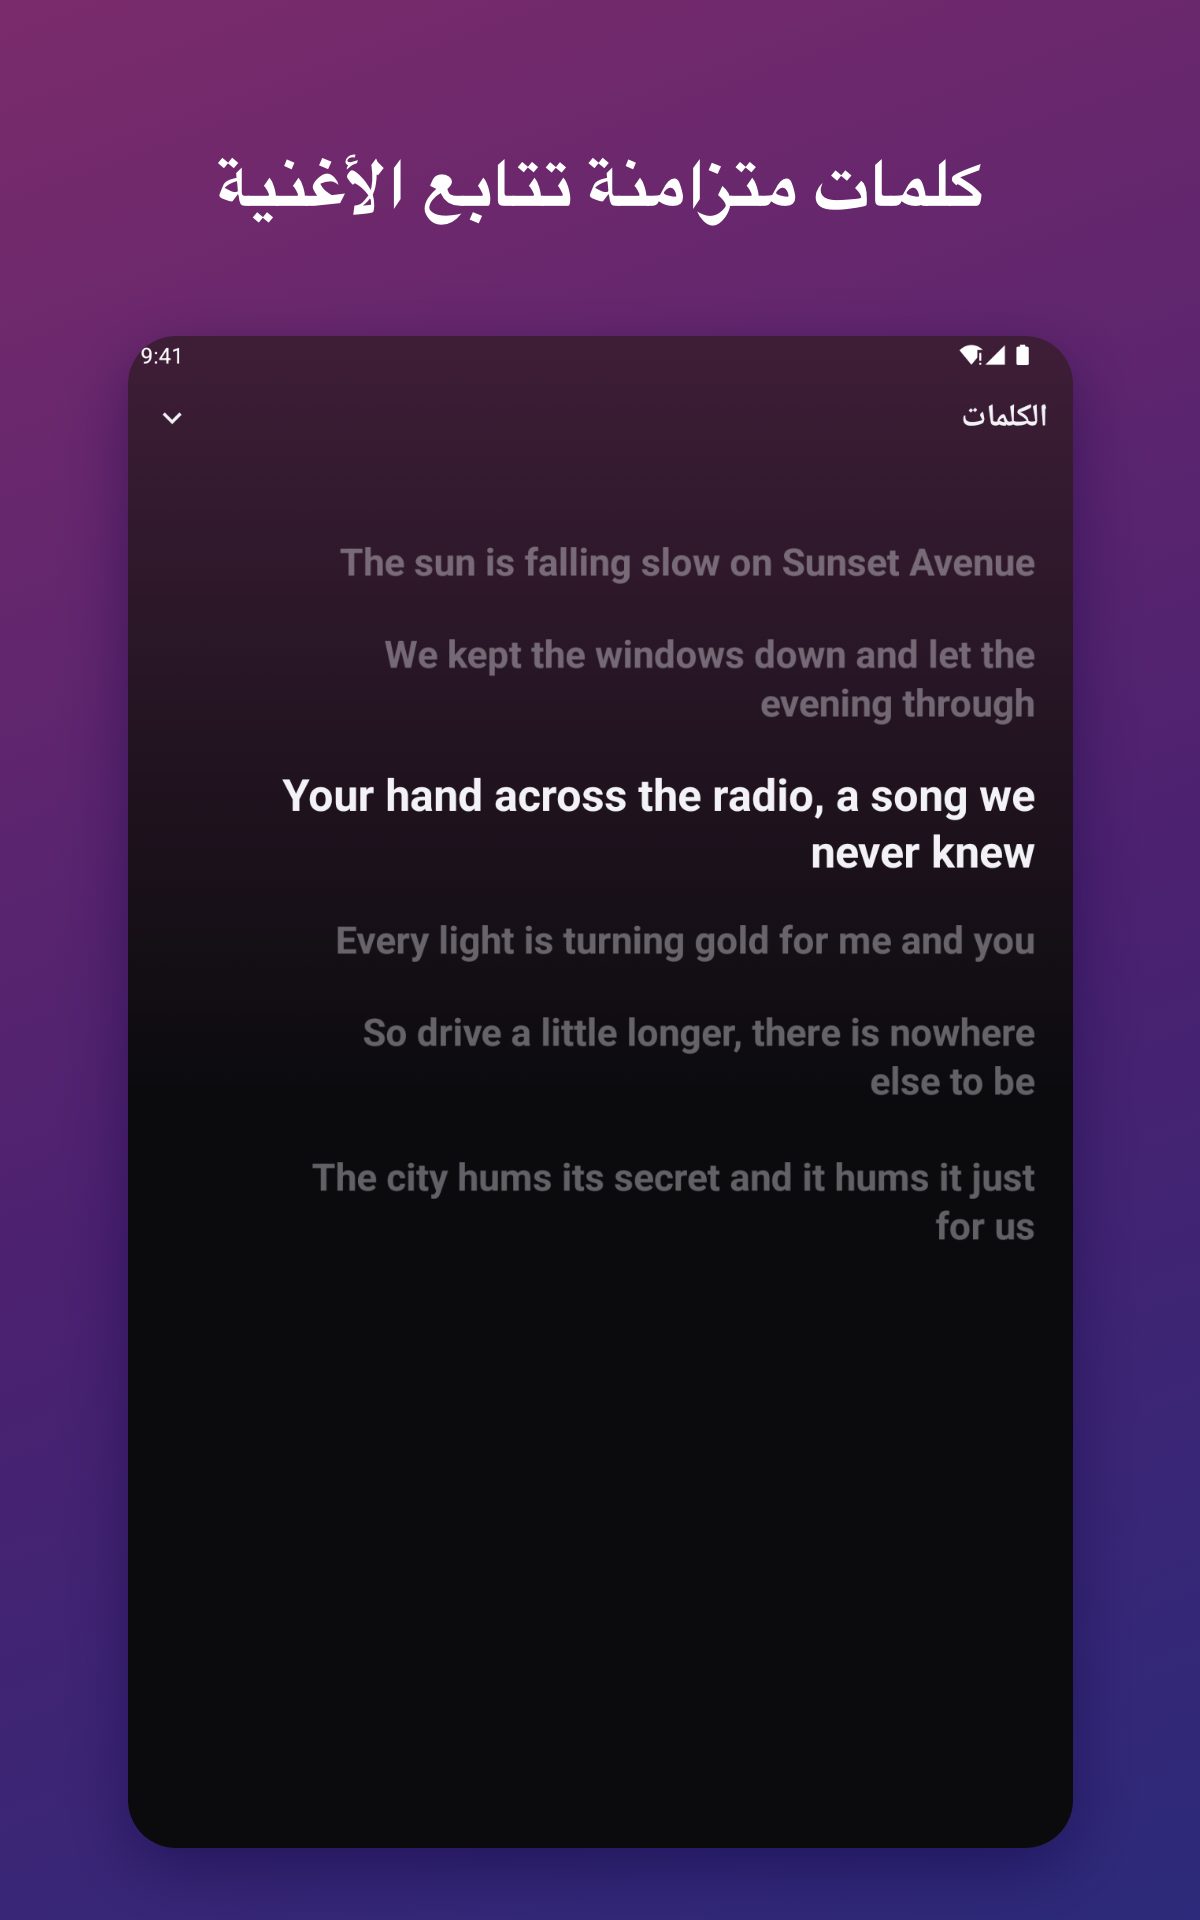 كلمات متزامنة تتابع الأغنية
9:41
الكلمات
The sun is falling slow on Sunset Avenue
We kept the windows down and let the
evening through
Your hand across the radio, a song we
never knew
Every light is turning gold for me and you
So drive a little longer, there is nowhere
else to be
The city hums its secret and it hums it just
for us